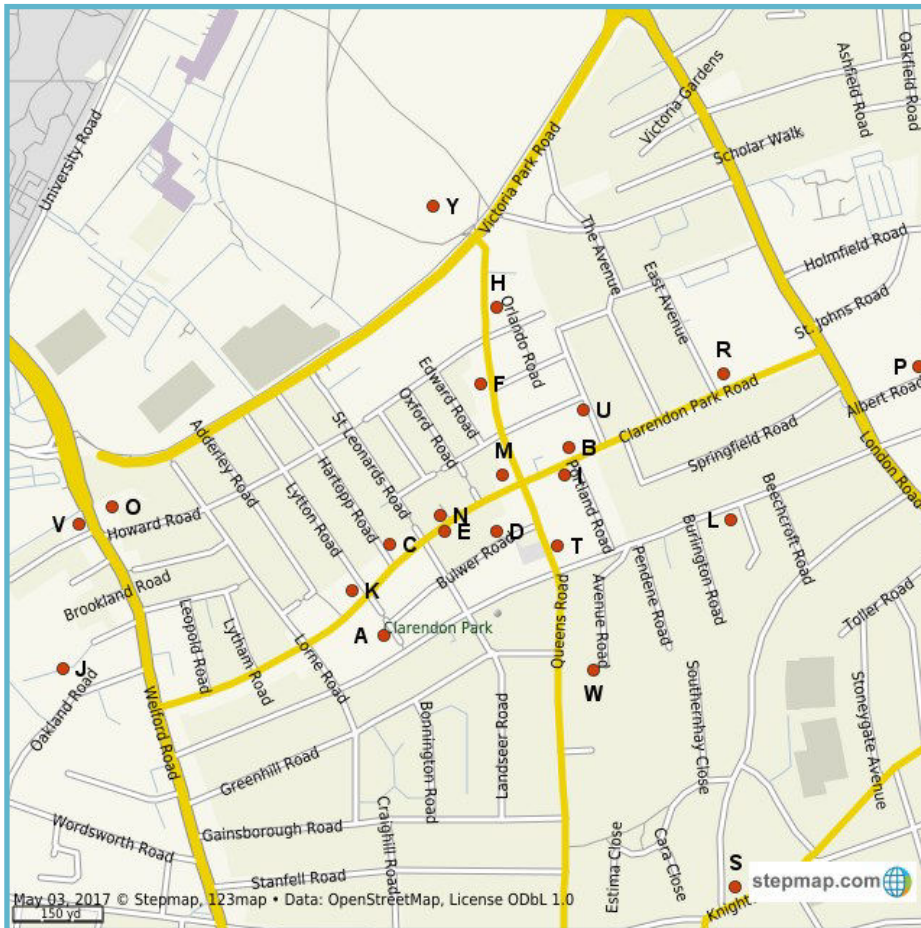 University Road
Victoria Park Road
Victoria Gardens
Ashfield Road
Oakfield Road
Scholar Walk
Y
The Avenue
Holmfield Road
East Avenue
H
Orlando Road
St. Johns Road
F
R
P
Edward Road
Oxford Road
U
Clarendon Park Road
Albert Road
Adderley Road
St Leonards Road
Hartopp Road
Lytton Road
M
B
I
Portland Road
Springfield Road
London Road
V
O
Howard Road
N
E
D
C
Bulwer Road
T
L
Burlington Road
Beechcroft Road
Pendene Road
Avenue Road
Queens Road
Brookland Road
K
A
Clarendon Park
Toller Road
Leopold Road
Lytham Road
Lorne Road
J
Oakland Road
Welford Road
W
Landseer Road
Bonnington Road
Southernhay Close
Stoneygate Avenue
Greenhill Road
Gainsborough Road
Craighill Road
Wordsworth Road
Stanfell Road
Cara Close
S
Knight
stepmap.com
May 03, 2017 © Stepmap, 123map • Data: OpenStreetMap, License ODbL 1.0
150 yd